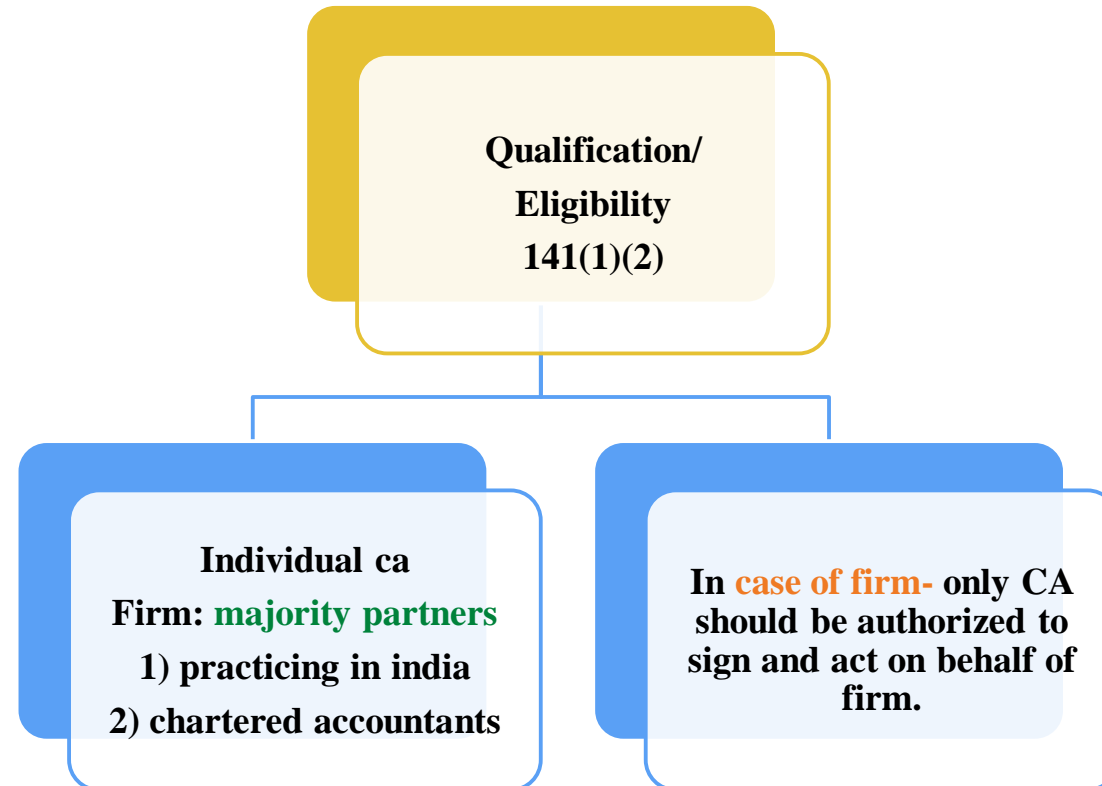 Qualification/
Eligibility
141(1)(2)
Individual ca
Firm: majority partners
1) practicing in india
2) chartered accountants
In case of firm- only CA
should be authorized to
sign and act on behalf of
firm.